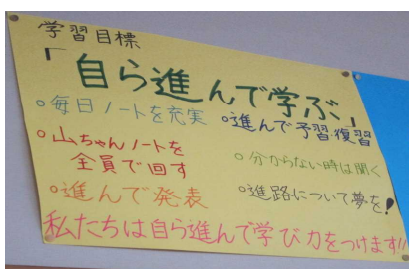 学習目標
「自ら進んで学ぶ」
○毎日ノートを充実
○進んで予習復習
○山ちゃんノートを
全員で回す
○分からない時は聞く
○進んで発表
○進路について夢を!
私たちは自ら進んで学び力をつけます!!